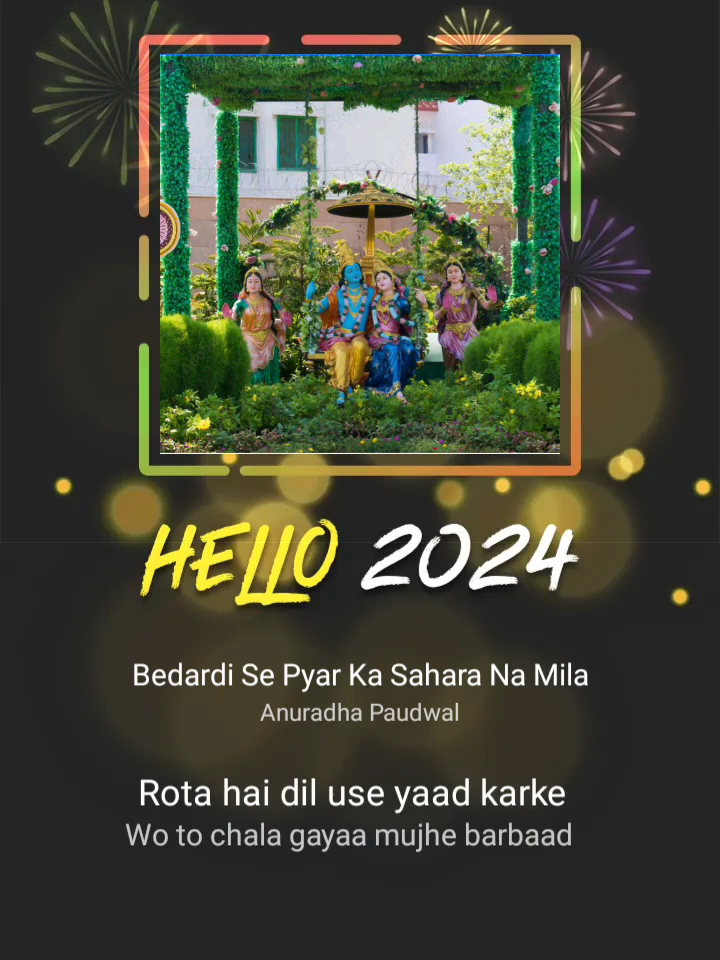 HELLO 2024
Bedardi Se Pyar Ka Sahara Na Mila
Anuradha Paudwal
Rota hai dil use yaad karke
Wo to chala gayaa mujhe barbaad